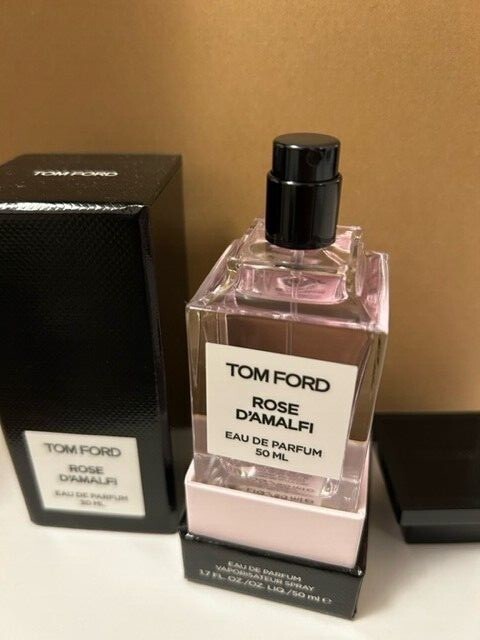 TOM FORD
TOM FORD
ROSE
D'AMALFI
EAU DE PARFUM
50 ML
TOM FORD
ROSE
D'AMALFI
EAU DE PARFUM
50 ML
EAU DE PARFUM
VAPORISATEUR SPRAY
1.7 FL. OZ./OZ. LIQ./50 ml ℮